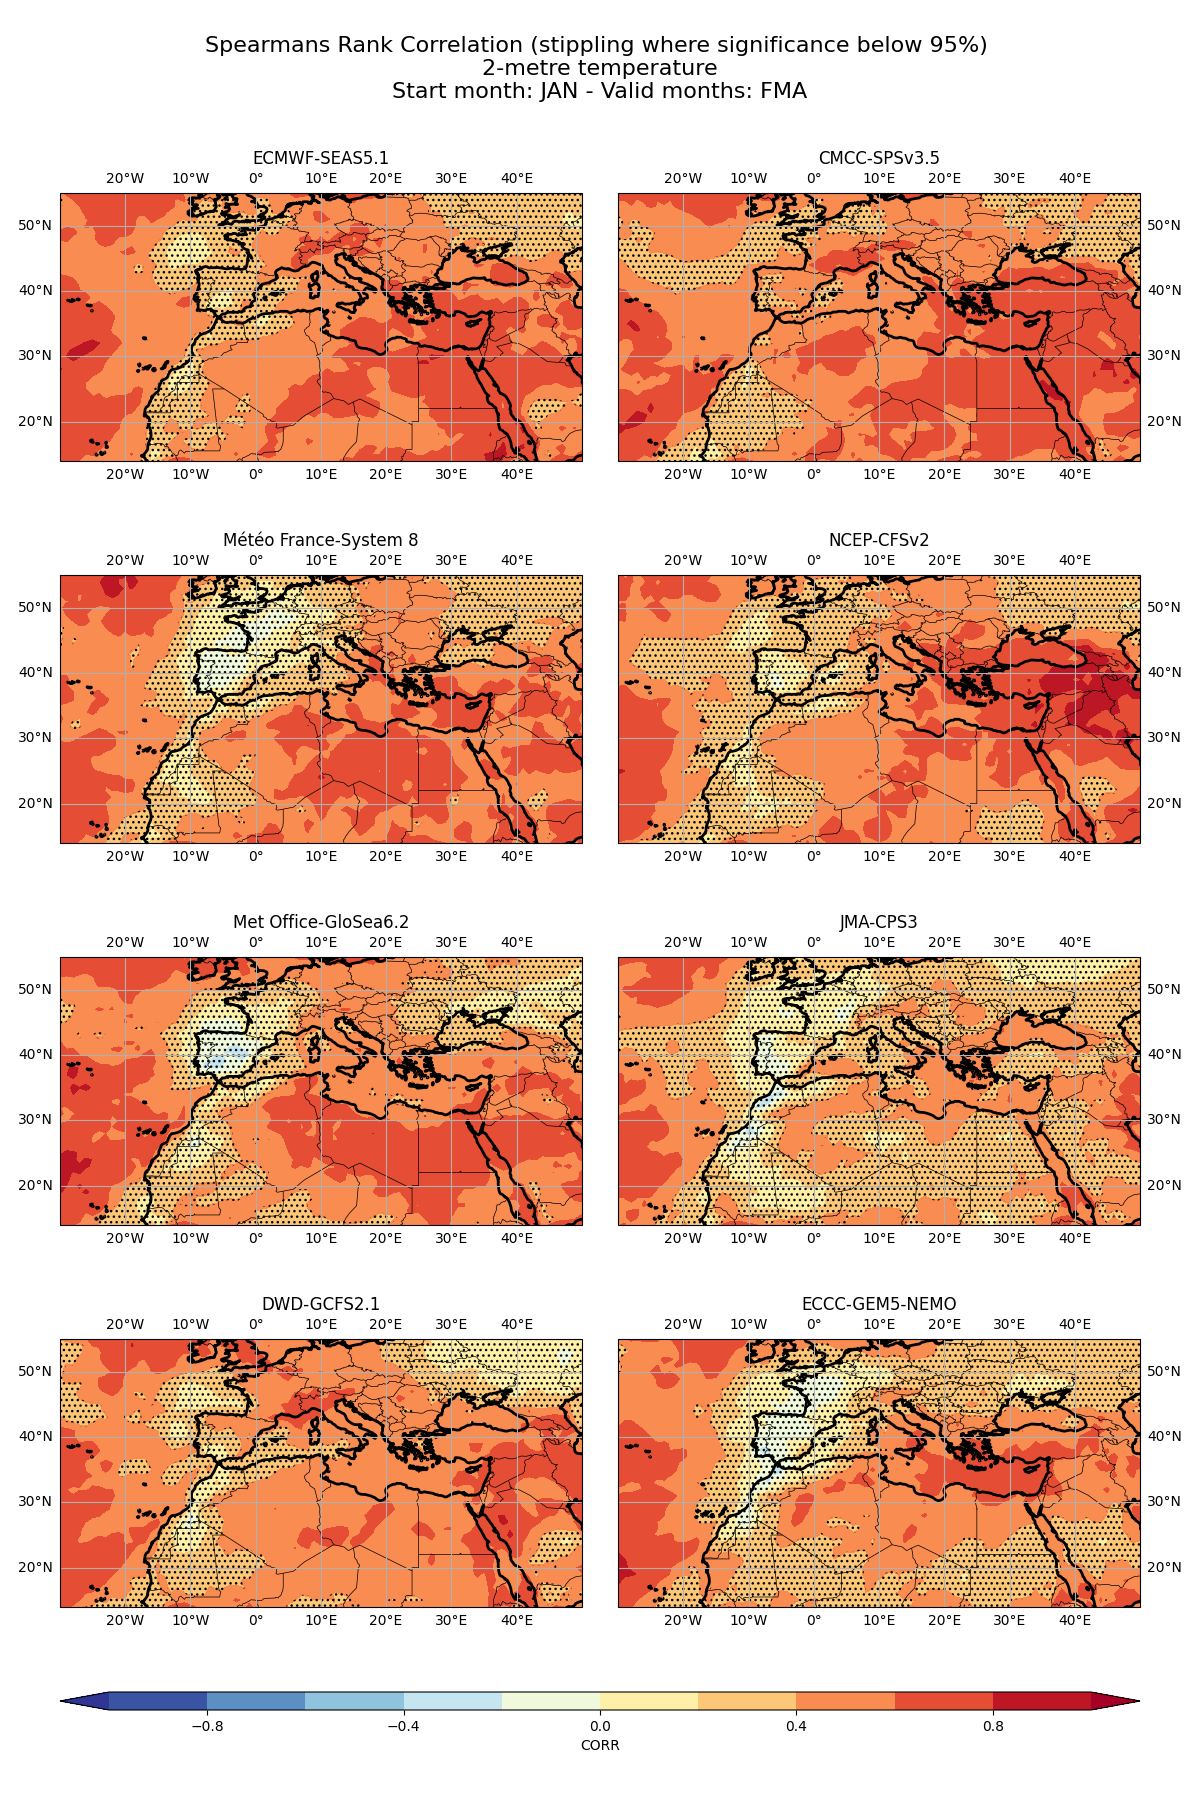 Spearmans Rank Correlation (stippling where significance below 95%)
2-metre temperature
Start month: JAN - Valid months: FMA
ECMWF-SEAS5.1
20°W 10°W 0° 10°E 20°E 30°E 40°E
50°N
40°N
30°N
20°N
20°W 10°W 0° 10°E 20°E 30°E 40°E
CMCC-SPSv3.5
20°W 10°W 0° 10°E 20°E 30°E 40°E
50°N
40°N
30°N
20°N
20°W 10°W 0° 10°E 20°E 30°E 40°E
Météo France-System 8
20°W 10°W 0° 10°E 20°E 30°E 40°E
50°N
40°N
30°N
20°N
20°W 10°W 0° 10°E 20°E 30°E 40°E
NCEP-CFSv2
20°W 10°W 0° 10°E 20°E 30°E 40°E
50°N
40°N
30°N
20°N
20°W 10°W 0° 10°E 20°E 30°E 40°E
Met Office-GloSea6.2
20°W 10°W 0° 10°E 20°E 30°E 40°E
50°N
40°N
30°N
20°N
20°W 10°W 0° 10°E 20°E 30°E 40°E
JMA-CPS3
20°W 10°W 0° 10°E 20°E 30°E 40°E
50°N
40°N
30°N
20°N
20°W 10°W 0° 10°E 20°E 30°E 40°E
DWD-GCFS2.1
20°W 10°W 0° 10°E 20°E 30°E 40°E
50°N
40°N
30°N
20°N
20°W 10°W 0° 10°E 20°E 30°E 40°E
ECCC-GEM5-NEMO
20°W 10°W 0° 10°E 20°E 30°E 40°E
50°N
40°N
30°N
20°N
20°W 10°W 0° 10°E 20°E 30°E 40°E
−0.8 −0.4 0.0 0.4 0.8
CORR